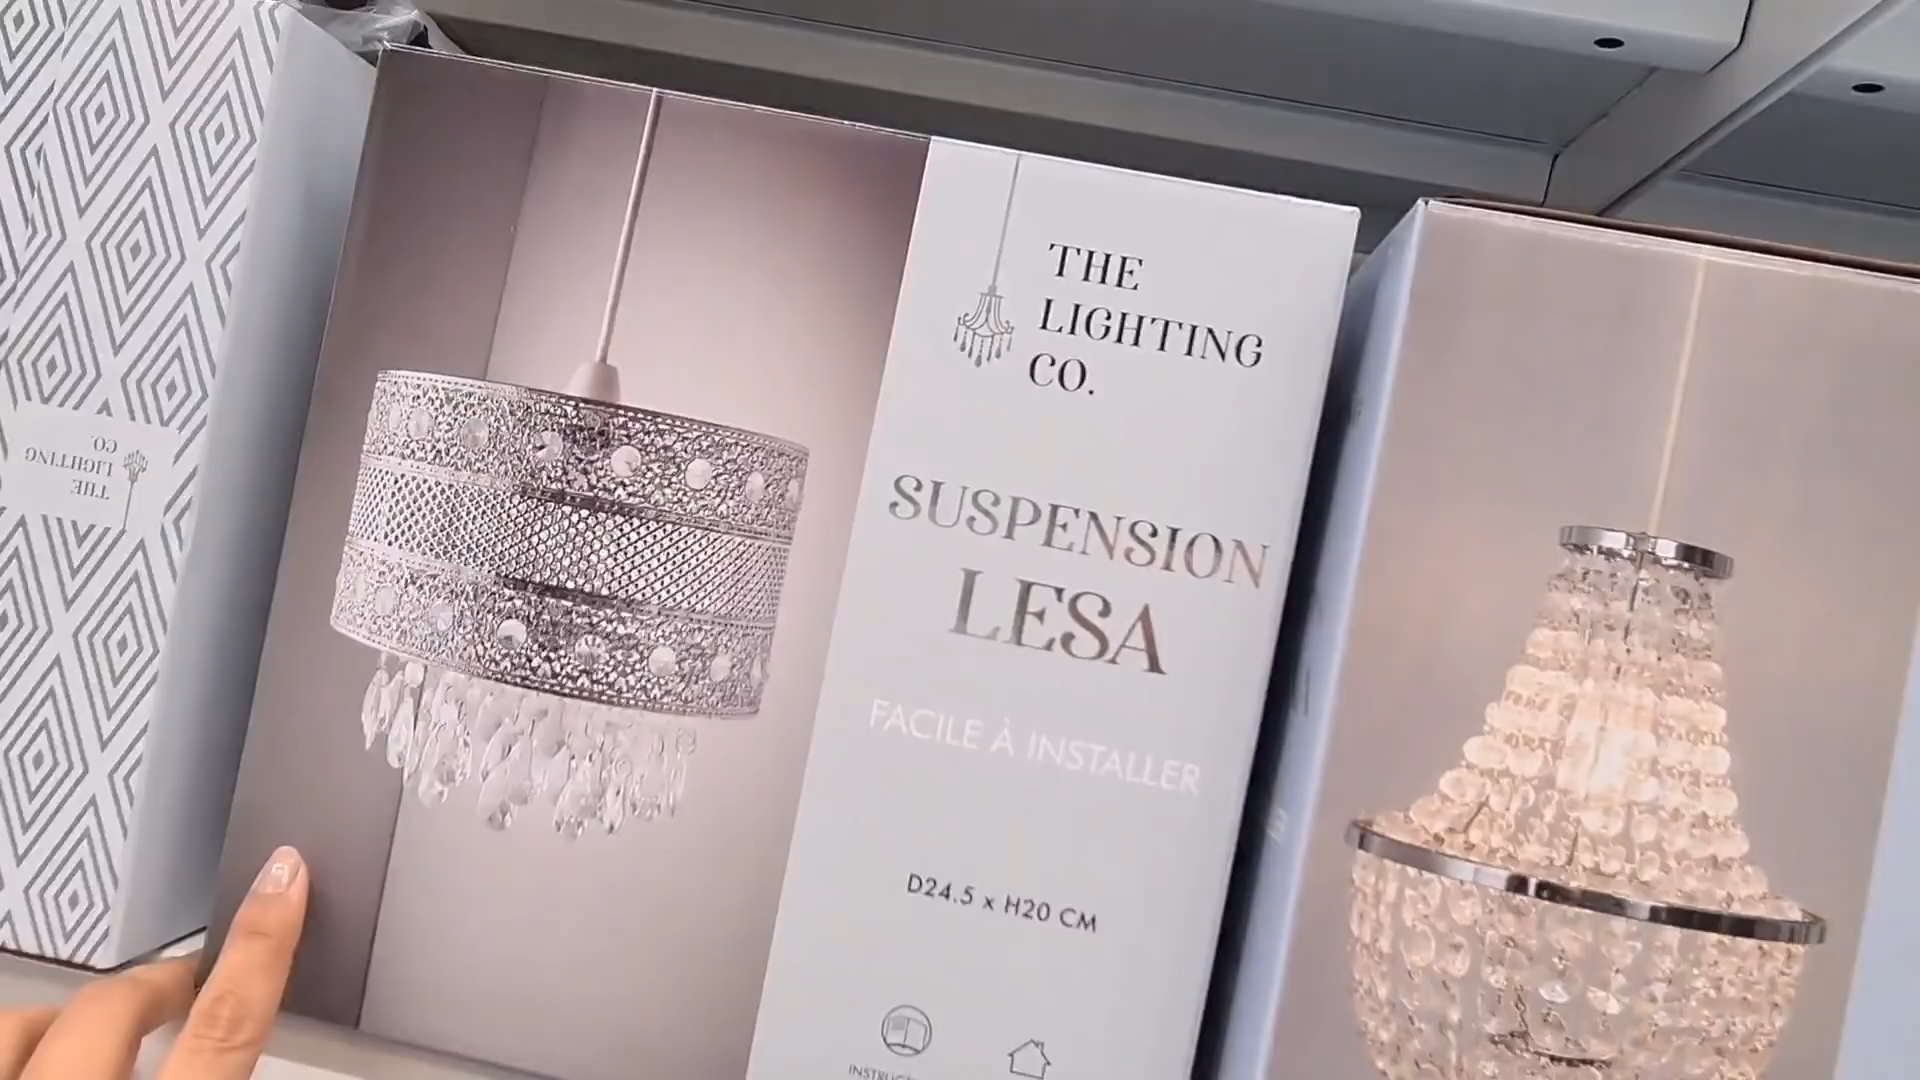 THE
LIGHTING
CO.
THE
LIGHTING
CO.
SUSPENSION
LESA
FACILE À INSTALLER
D24.5 x H20 CM